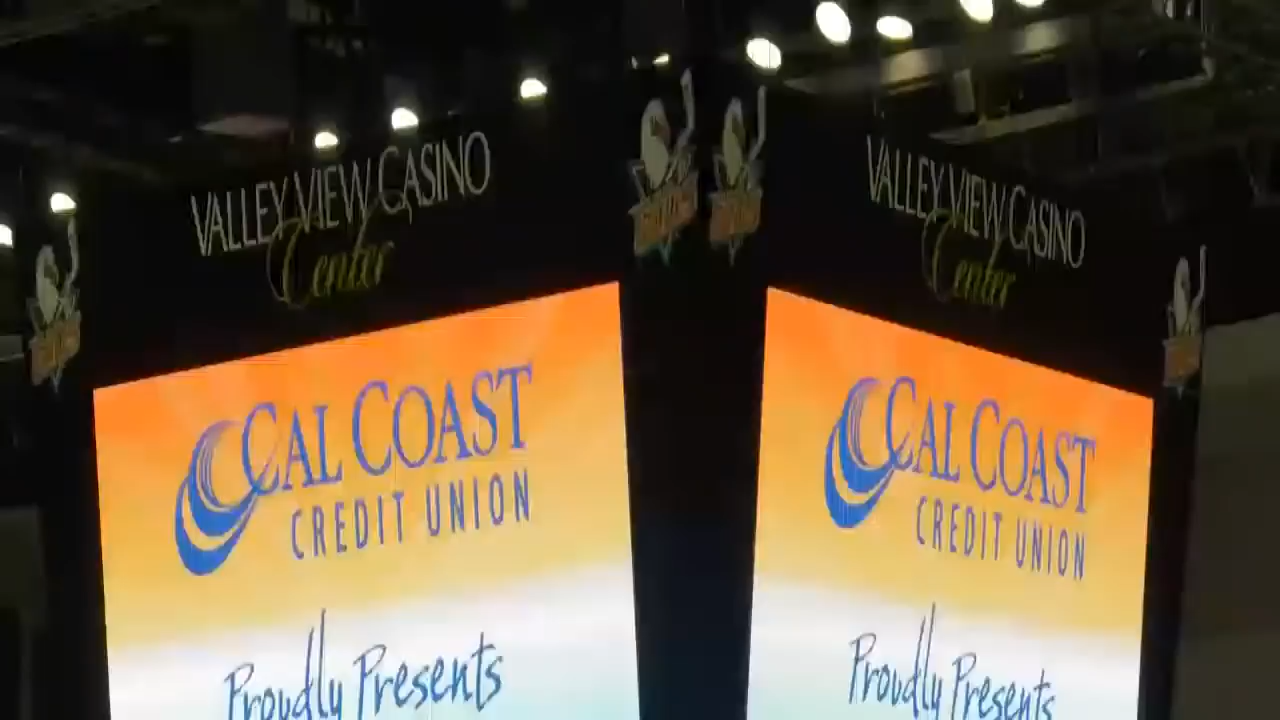 VALLEY VIEW CASINO
Center
CAL COAST
CREDIT UNION
Proudly Presents
VALLEY VIEW CASINO
Center
CAL COAST
CREDIT UNION
Proudly Presents